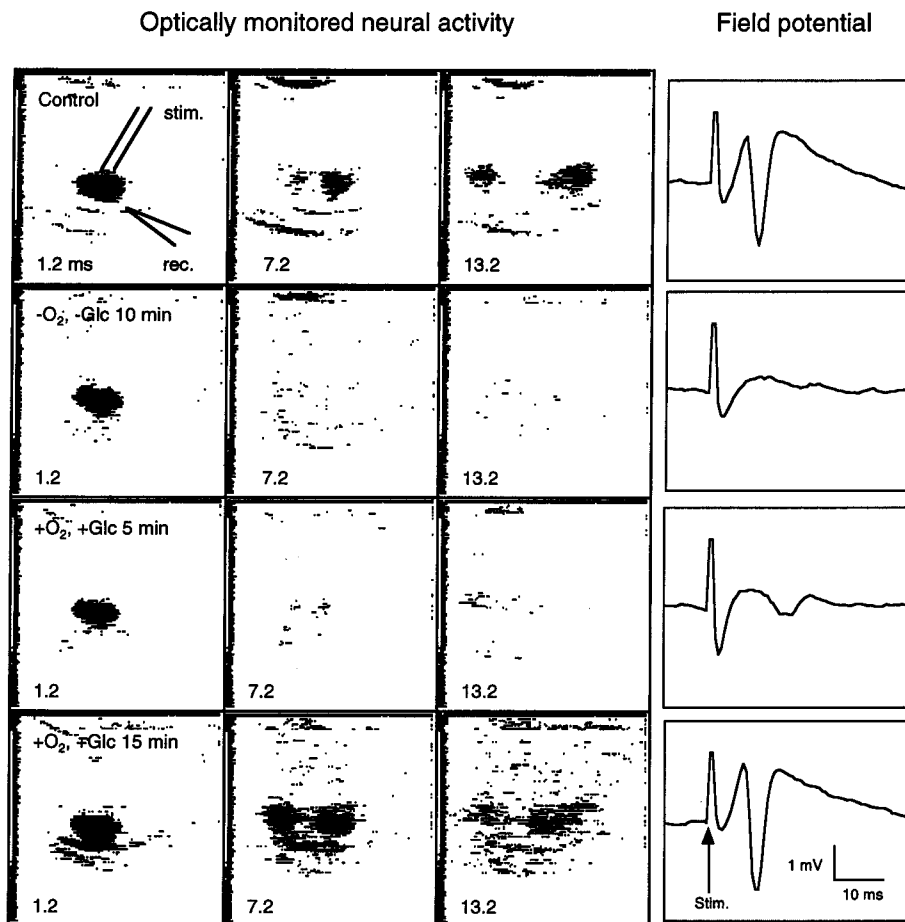 Optically monitored neural activity
Field potential
Control
stim.
rec.
1.2 ms
7.2
13.2
-O₂, -Glc 10 min
1.2
7.2
13.2
+O₂, +Glc 5 min
1.2
7.2
13.2
+O₂, +Glc 15 min
1.2
7.2
13.2
Stim.
1 mV
10 ms